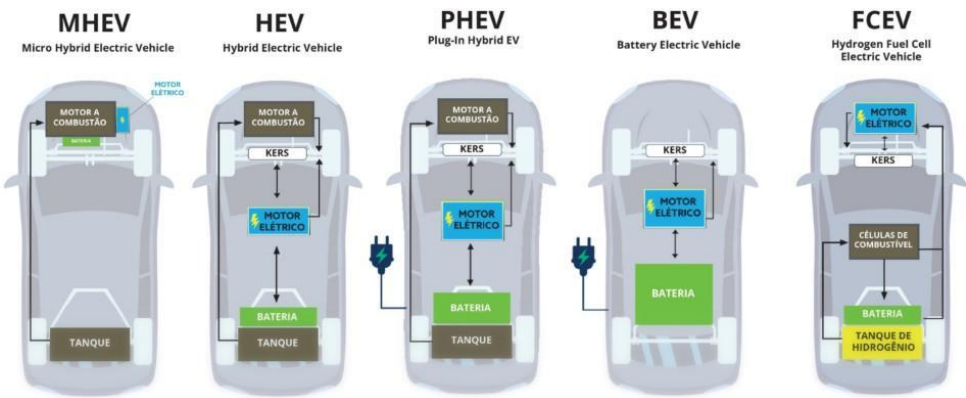 MHEV
Micro Hybrid Electric Vehicle
MOTOR
ELÉTRICO
MOTOR A
COMBUSTÃO
BATERIA
TANQUE
HEV
Hybrid Electric Vehicle
MOTOR A
COMBUSTÃO
KERS
MOTOR
ELÉTRICO
BATERIA
TANQUE
PHEV
Plug-In Hybrid EV
MOTOR A
COMBUSTÃO
KERS
MOTOR
ELÉTRICO
BATERIA
TANQUE
BEV
Battery Electric Vehicle
KERS
MOTOR
ELÉTRICO
BATERIA
FCEV
Hydrogen Fuel Cell
Electric Vehicle
MOTOR
ELÉTRICO
KERS
CÉLULAS DE
COMBUSTÍVEL
BATERIA
TANQUE DE
HIDROGÊNIO